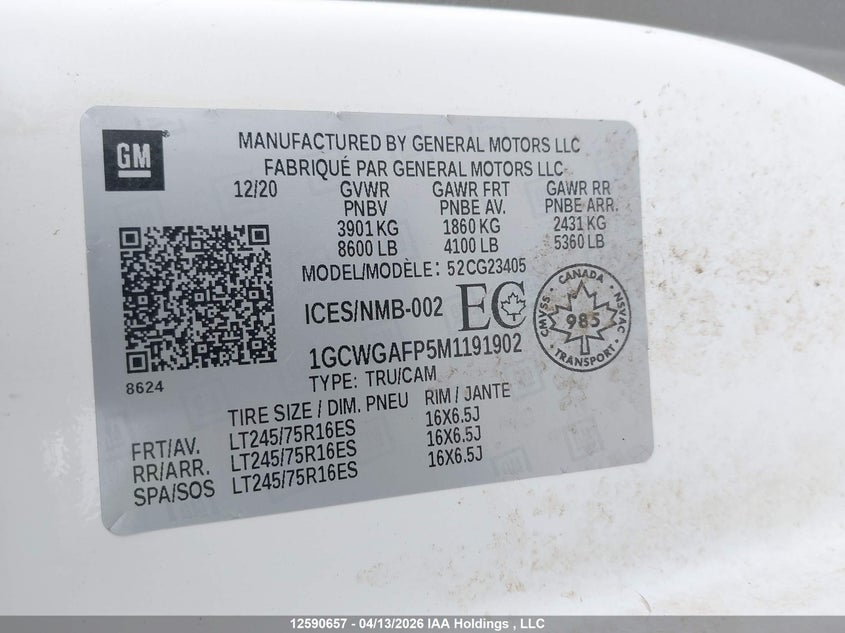 GM
MANUFACTURED BY GENERAL MOTORS LLC
FABRIQUÉ PAR GENERAL MOTORS LLC
12/20 GVWR GAWR FRT GAWR RR
PNBV PNBE AV. PNBE ARR.
3901 KG 1860 KG 2431 KG
8600 LB 4100 LB 5360 LB
MODEL/MODÈLE: 52CG23405
ICES/NMB-002 EC
CANADA
CMVSS 985 NSVAC
TRANSPORT
1GCWGAFP5M1191902
8624
TYPE: TRU/CAM
TIRE SIZE / DIM. PNEU RIM / JANTE
FRT/AV. LT245/75R16ES 16X6.5J
RR/ARR. LT245/75R16ES 16X6.5J
SPA/SOS LT245/75R16ES 16X6.5J
12590657 - 04/13/2026 IAA Holdings , LLC